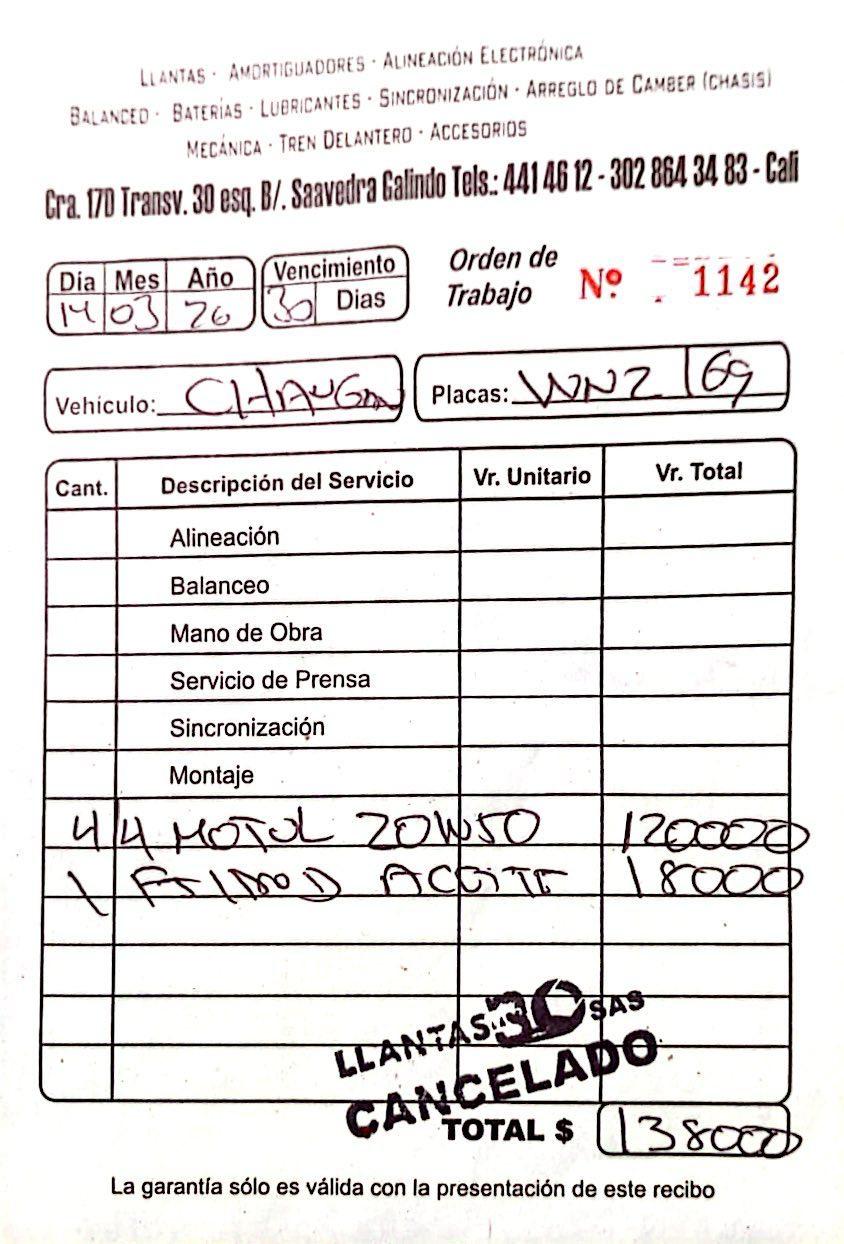 LLANTAS · AMORTIGUADORES · ALINEACIÓN ELECTRÓNICA
BALANCEO · BATERÍAS · LUBRICANTES · SINCRONIZACIÓN · ARREGLO DE CAMBER (CHASIS)
MECÁNICA · TREN DELANTERO · ACCESORIOS
Cra. 17D Transv. 30 esq. B/. Saavedra Galindo Tels.: 441 46 12 - 302 864 34 83 - Cali
Día Mes Año Vencimiento Orden de Trabajo Nº 1142
14 03 26 30 Dias
Vehículo: Placas: WNZ 169
Cant. Descripción del Servicio Vr. Unitario Vr. Total
Alineación
Balanceo
Mano de Obra
Servicio de Prensa
Sincronización
Montaje
4 4 MOTUL 20W50 120000
1 ACEITE 18000
LLANTAS 30 SAS
CANCELADO
TOTAL $ 138000
La garantía sólo es válida con la presentación de este recibo